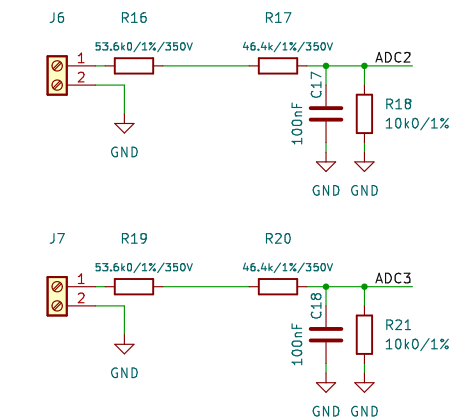 J6 R16 R17
53.6k0/1%/350V 46.4k/1%/350V
1 ADC2
2
C17
100nF
R18
10k0/1%
GND
GND GND
J7 R19 R20
53.6k0/1%/350V 46.4k/1%/350V
1 ADC3
2
C18
100nF
R21
10k0/1%
GND
GND GND